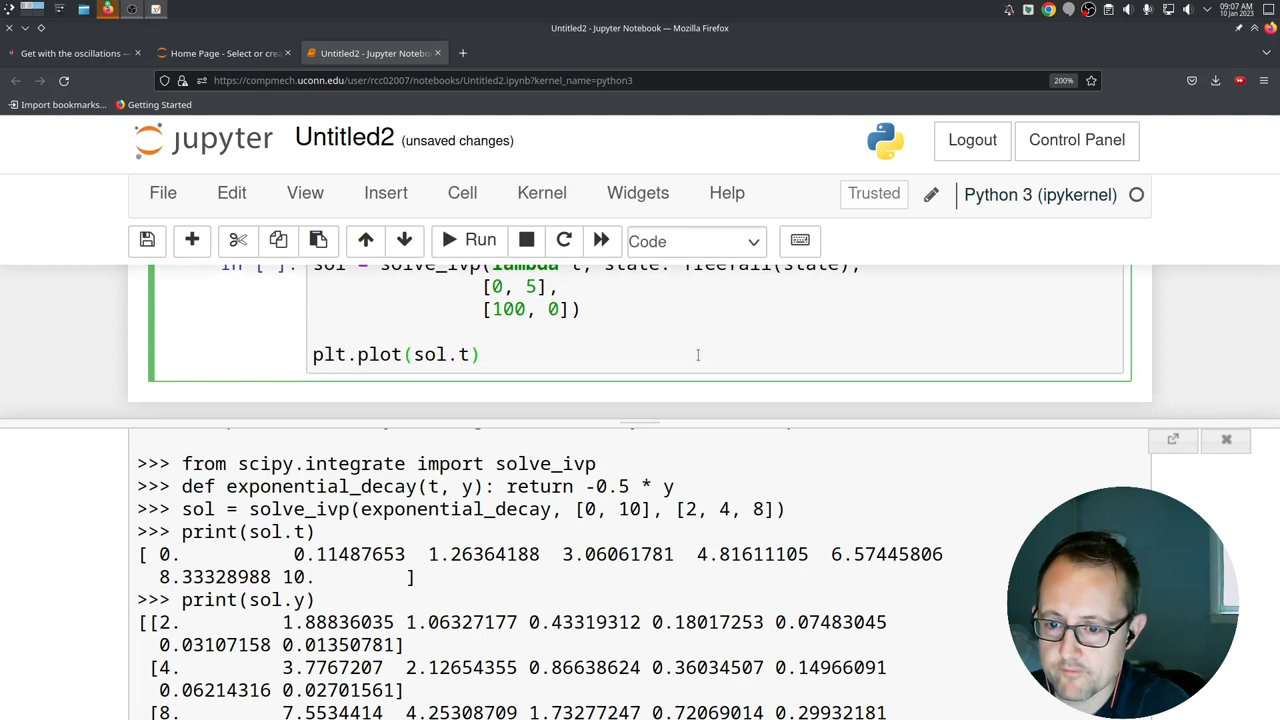 09:07 AM
10 Jan 2023
Untitled2 - Jupyter Notebook — Mozilla Firefox
Get with the oscillations —
Home Page - Select or crea
Untitled2 - Jupyter Notebo
https://compmech.uconn.edu/user/rcc02007/notebooks/Untitled2.ipynb?kernel_name=python3
200%
Import bookmarks...
Getting Started
jupyter
Untitled2 (unsaved changes)
Logout
Control Panel
File Edit View Insert Cell Kernel Widgets Help
Trusted
Python 3 (ipykernel)
Run
Code
In [ ]: sol = solve_ivp(lambda t, state: freefall(state),
[0, 5],
[100, 0])
plt.plot(sol.t)
>>> from scipy.integrate import solve_ivp
>>> def exponential_decay(t, y): return -0.5 * y
>>> sol = solve_ivp(exponential_decay, [0, 10], [2, 4, 8])
>>> print(sol.t)
[ 0. 0.11487653 1.26364188 3.06061781 4.81611105 6.57445806
8.33328988 10. ]
>>> print(sol.y)
[[2. 1.88836035 1.06327177 0.43319312 0.18017253 0.07483045
0.03107158 0.01350781]
[4. 3.7767207 2.12654355 0.86638624 0.36034507 0.14966091
0.06214316 0.02701561]
[8. 7.5534414 4.25308709 1.73277247 0.72069014 0.29932181